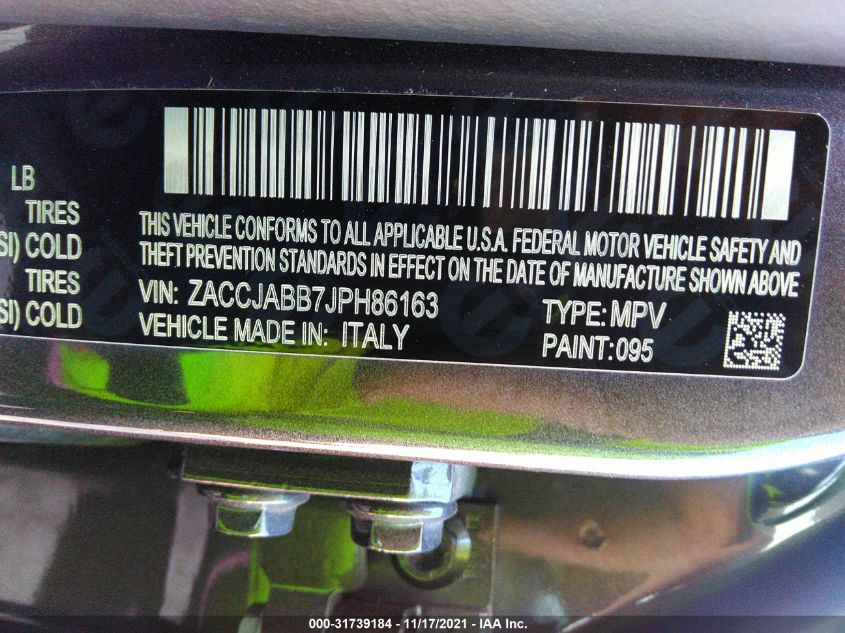 LB
TIRES
SI) COLD
TIRES
SI) COLD
THIS VEHICLE CONFORMS TO ALL APPLICABLE U.S.A. FEDERAL MOTOR VEHICLE SAFETY AND
THEFT PREVENTION STANDARDS IN EFFECT ON THE DATE OF MANUFACTURE SHOWN ABOVE
VIN: ZACCJABB7JPH86163 TYPE: MPV
VEHICLE MADE IN: ITALY PAINT: 095
000-31739184 - 11/17/2021 - IAA Inc.